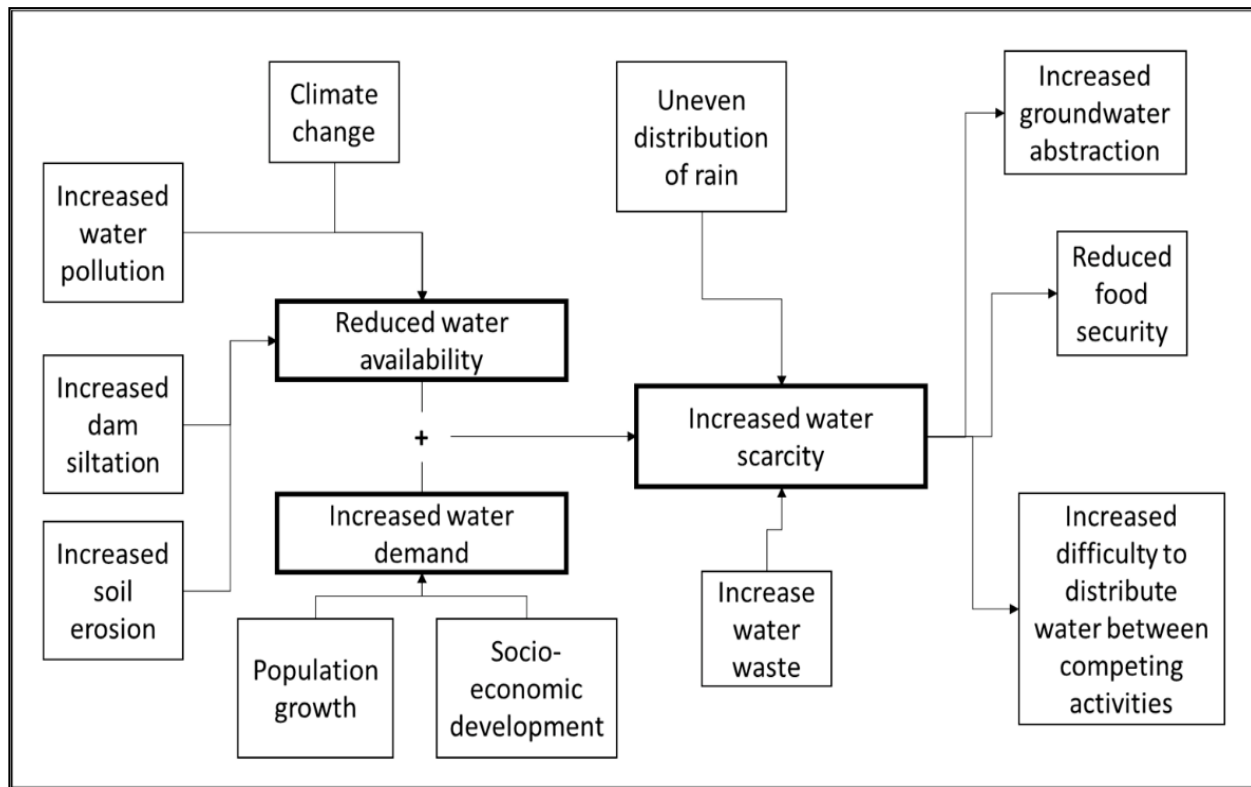 Climate
change
Uneven
distribution
of rain
Increased
groundwater
abstraction
Increased
water
pollution
Reduced
food
security
Reduced water
availability
Increased
dam
siltation
+
Increased water
scarcity
Increased water
demand
Increased
soil
erosion
Increase
water
waste
Increased
difficulty to
distribute
water between
competing
activities
Population
growth
Socio-
economic
development